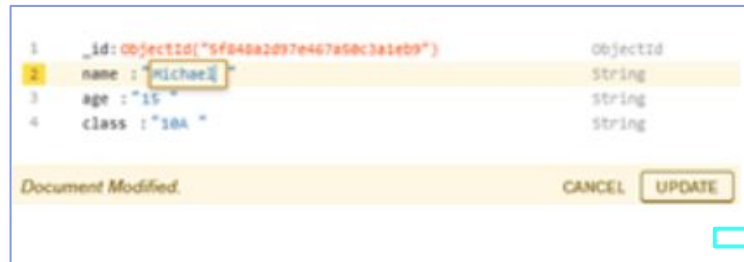 1 _id: ObjectId("5f848a2d97e467a50c3a1eb9") ObjectId
2 name : "Michael " String
3 age : "15 " String
4 class : "10A " String
Document Modified. CANCEL UPDATE